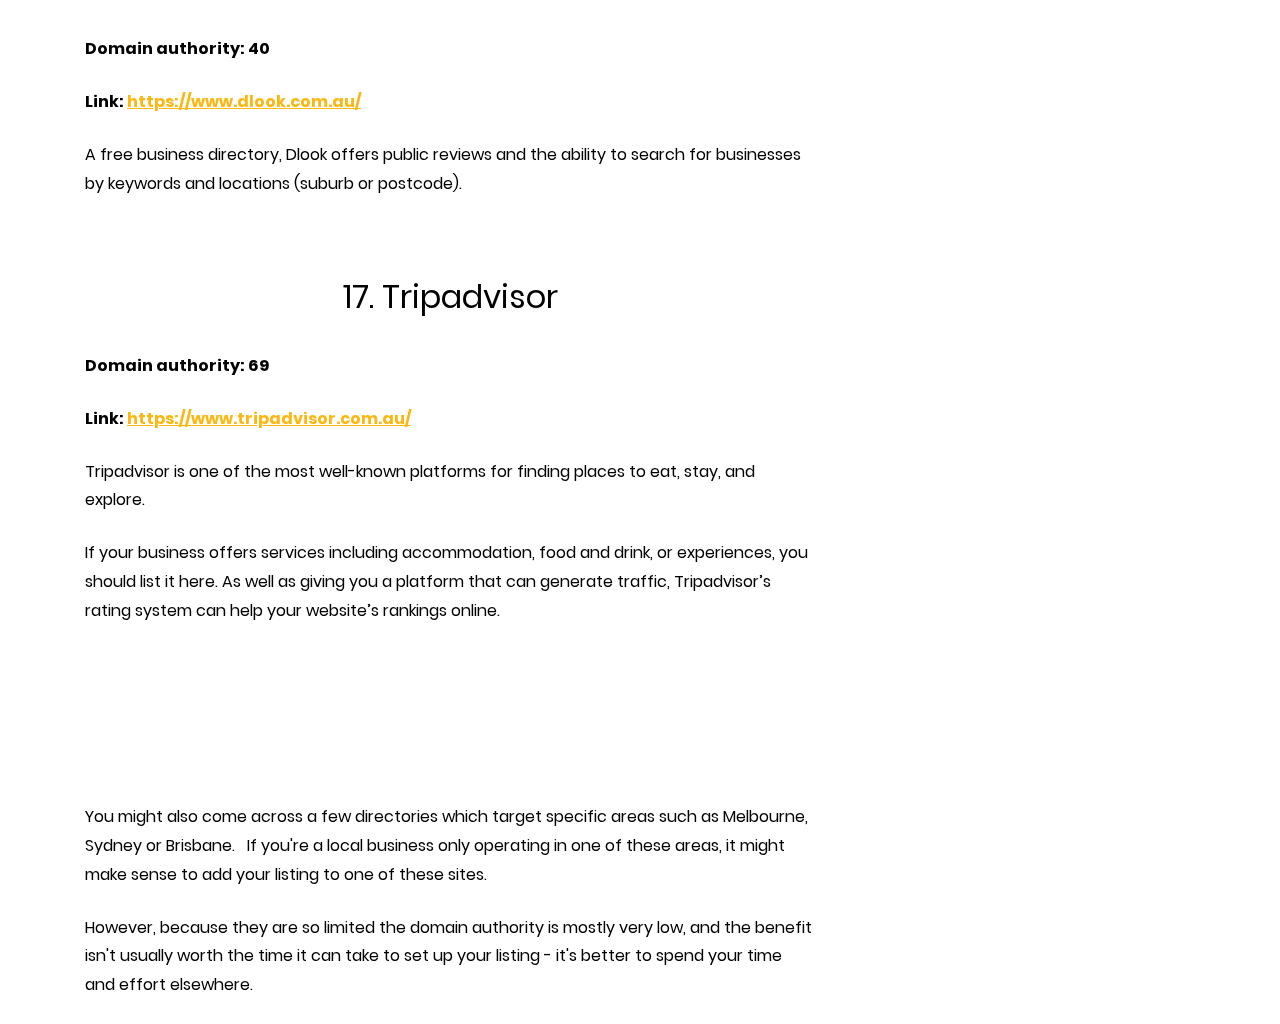 Domain authority: 40
Link: https://www.dlook.com.au/
A free business directory, Dlook offers public reviews and the ability to search for businesses
by keywords and locations (suburb or postcode).
17. Tripadvisor
Domain authority: 69
Link: https://www.tripadvisor.com.au/
Tripadvisor is one of the most well-known platforms for finding places to eat, stay, and
explore.
If your business offers services including accommodation, food and drink, or experiences, you
should list it here. As well as giving you a platform that can generate traffic, Tripadvisor’s
rating system can help your website’s rankings online.
You might also come across a few directories which target specific areas such as Melbourne,
Sydney or Brisbane.   If you're a local business only operating in one of these areas, it might
make sense to add your listing to one of these sites.
However, because they are so limited the domain authority is mostly very low, and the benefit
isn't usually worth the time it can take to set up your listing - it's better to spend your time
and effort elsewhere.